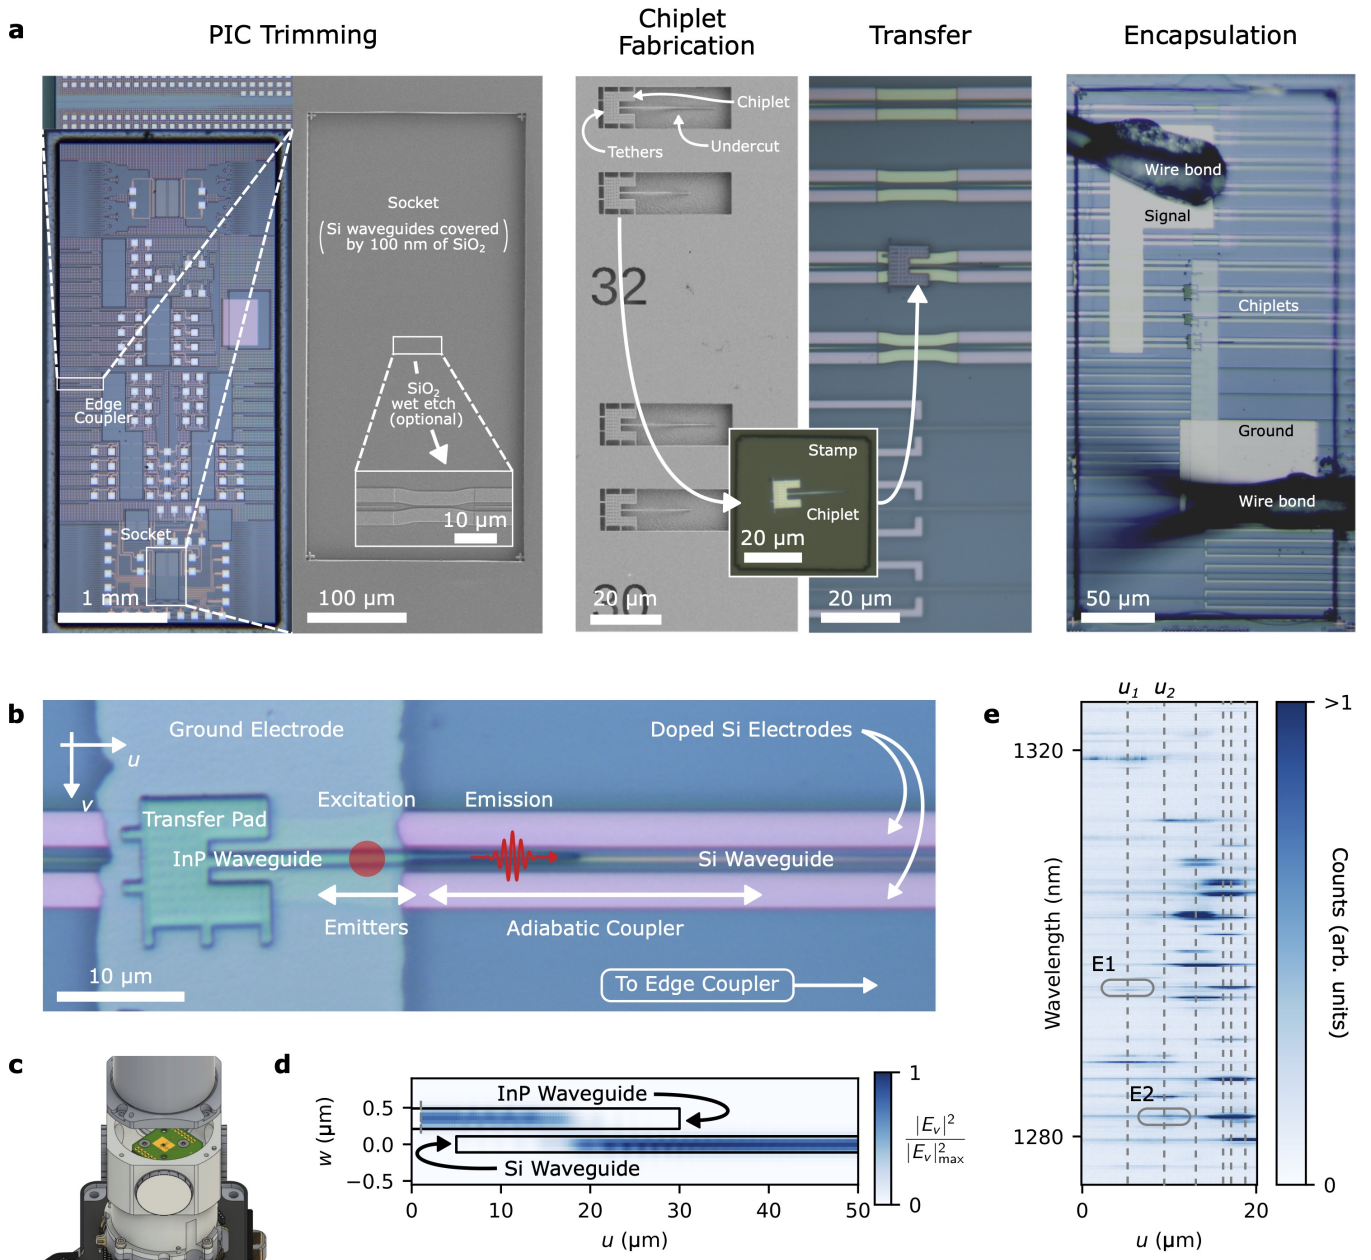 a
PIC Trimming
Chiplet
Fabrication
Transfer
Encapsulation
Edge
Coupler
Socket
1 mm
Socket
(Si waveguides covered
by 100 nm of SiO₂)
SiO₂
wet etch
(optional)
10 µm
100 µm
Chiplet
Tethers
Undercut
32
30
20 µm
Stamp
Chiplet
20 µm
20 µm
Wire bond
Signal
Chiplets
Ground
Wire bond
50 µm
b
Ground Electrode
Doped Si Electrodes
u
v
Transfer Pad
Excitation
Emission
InP Waveguide
Si Waveguide
Emitters
Adiabatic Coupler
10 µm
To Edge Coupler
c
d
InP Waveguide
Si Waveguide
w (µm)
0.5
0.0
−0.5
0
10
20
30
40
50
u (µm)
1
0
|E_v|²
|E_v|²_max
e
u₁
u₂
1320
1280
Wavelength (nm)
E1
E2
0
20
u (µm)
>1
0
Counts (arb. units)